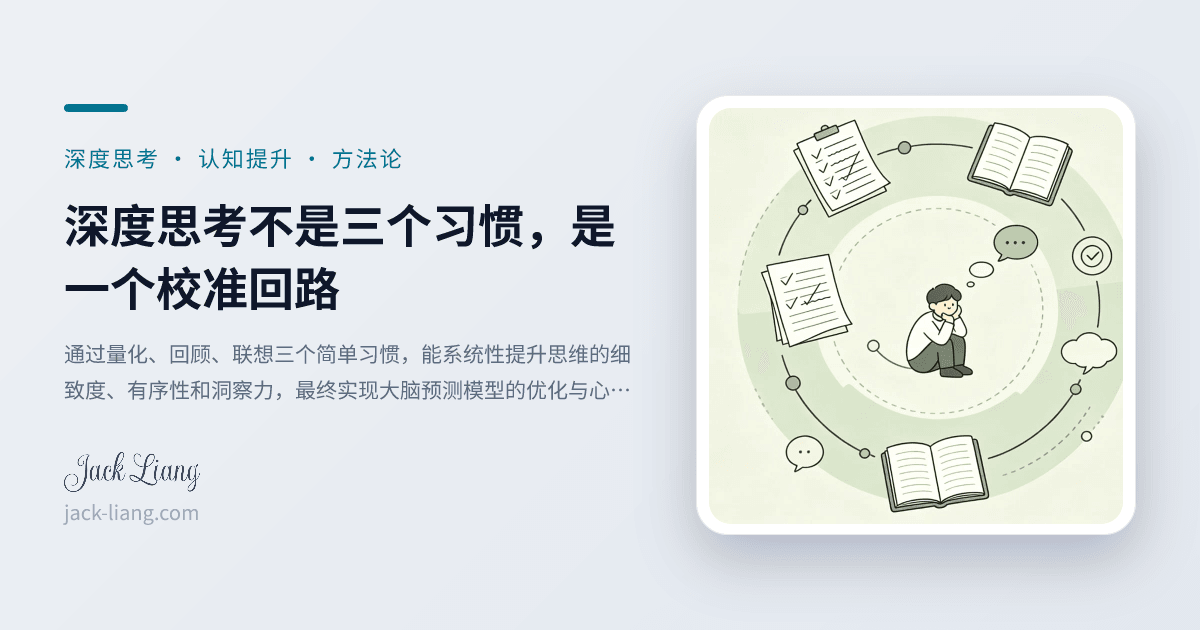 深度思考 • 认知提升 • 方法论
深度思考不是三个习惯，是
一个校准回路
通过量化、回顾、联想三个简单习惯，能系统性提升思维的细
致度、有序性和洞察力，最终实现大脑预测模型的优化与心…
Jack Liang
jack-liang.com